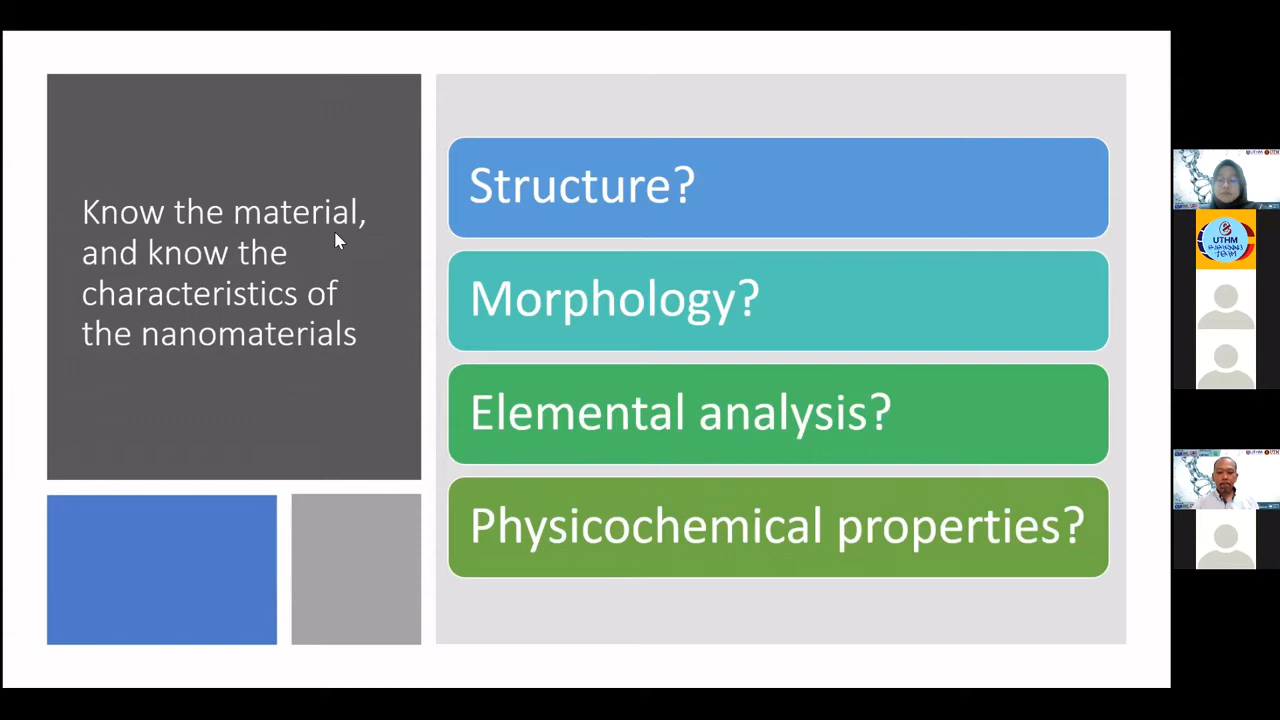 Know the material,
and know the
characteristics of
the nanomaterials
Structure?
Morphology?
Elemental analysis?
Physicochemical properties?
UTHM